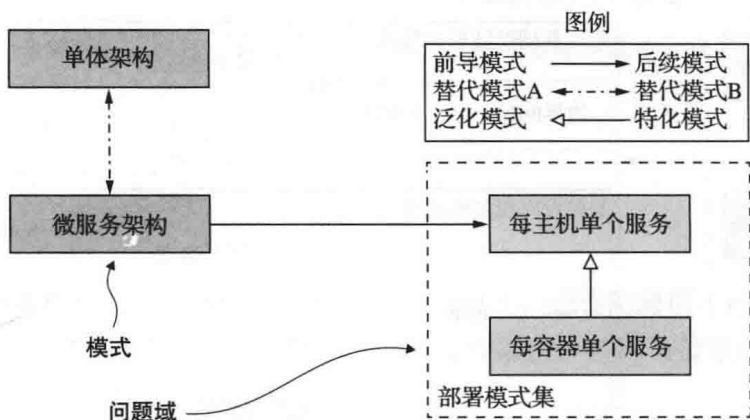 图例
前导模式 后续模式
替代模式A 替代模式B
泛化模式 特化模式
单体架构
微服务架构
每主机单个服务
每容器单个服务
部署模式集
模式
问题域